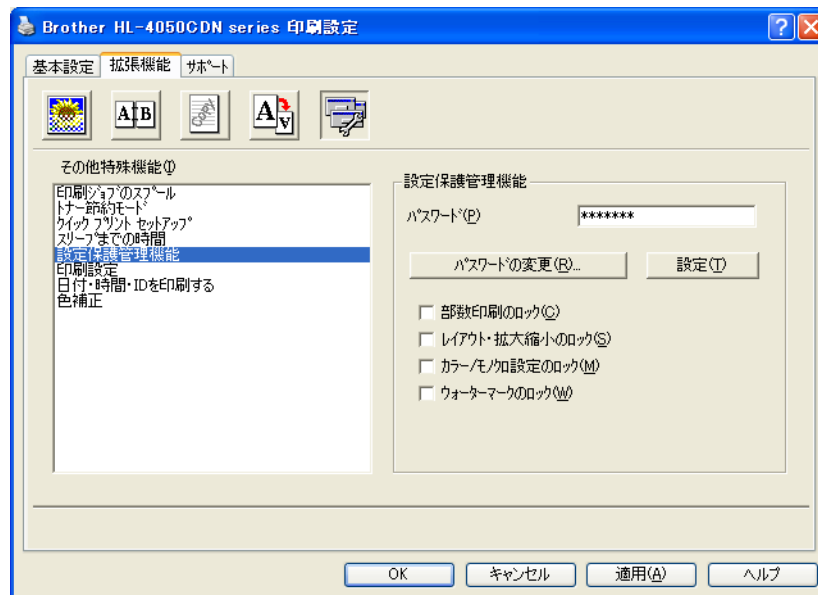 Brother HL-4050CDN series 印刷設定
基本設定 拡張機能 サポート
その他特殊機能(I)
印刷ジョブのスプール
トナー節約モード
クイック プリント セットアップ
スリープまでの時間
設定保護管理機能
印刷設定
日付・時間・IDを印刷する
色補正
設定保護管理機能
パスワード(P) *******
パスワードの変更(R)... 設定(T)
部数印刷のロック(C)
レイアウト・拡大縮小のロック(S)
カラー/モノクロ設定のロック(M)
ウォーターマークのロック(W)
OK キャンセル 適用(A) ヘルプ